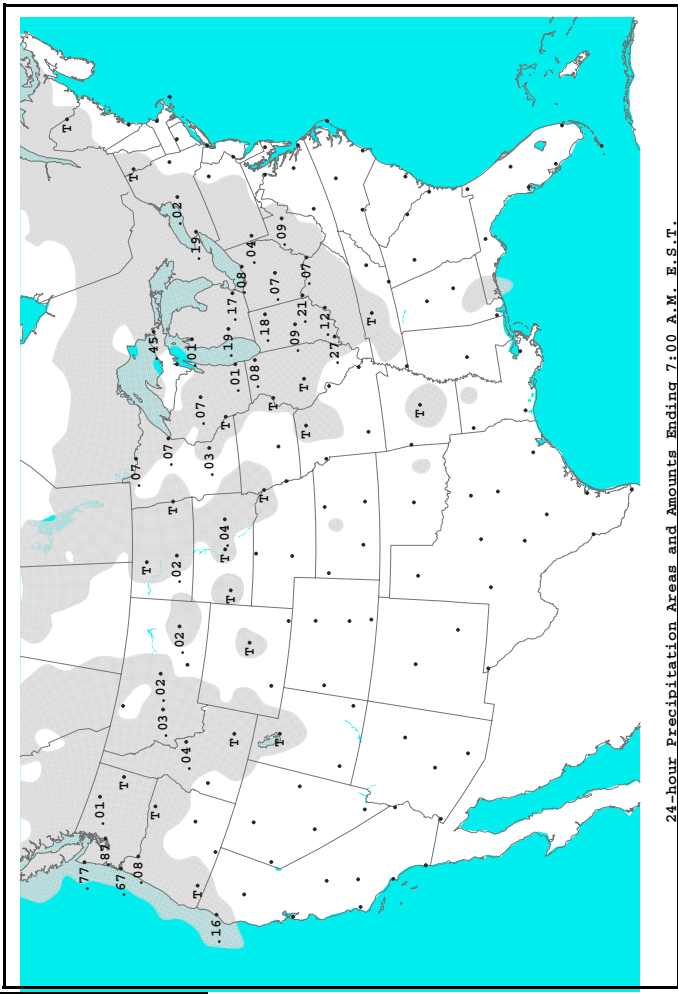 T
.77
.01
.87
.67
T
T
.07
.08
T
.45
T
.02
.03
.07
T
.02
.02
.02
.04
.01
.19
T
.07
.03
.16
T
.04
T
.19
T
.17
T
.01
.08
T
.04
.08
T
.18
T
.07
T
.09
.09
T
.21
T
.07
.12
.27
T
T
24-hour Precipitation Areas and Amounts Ending 7:00 A.M E.S.T.